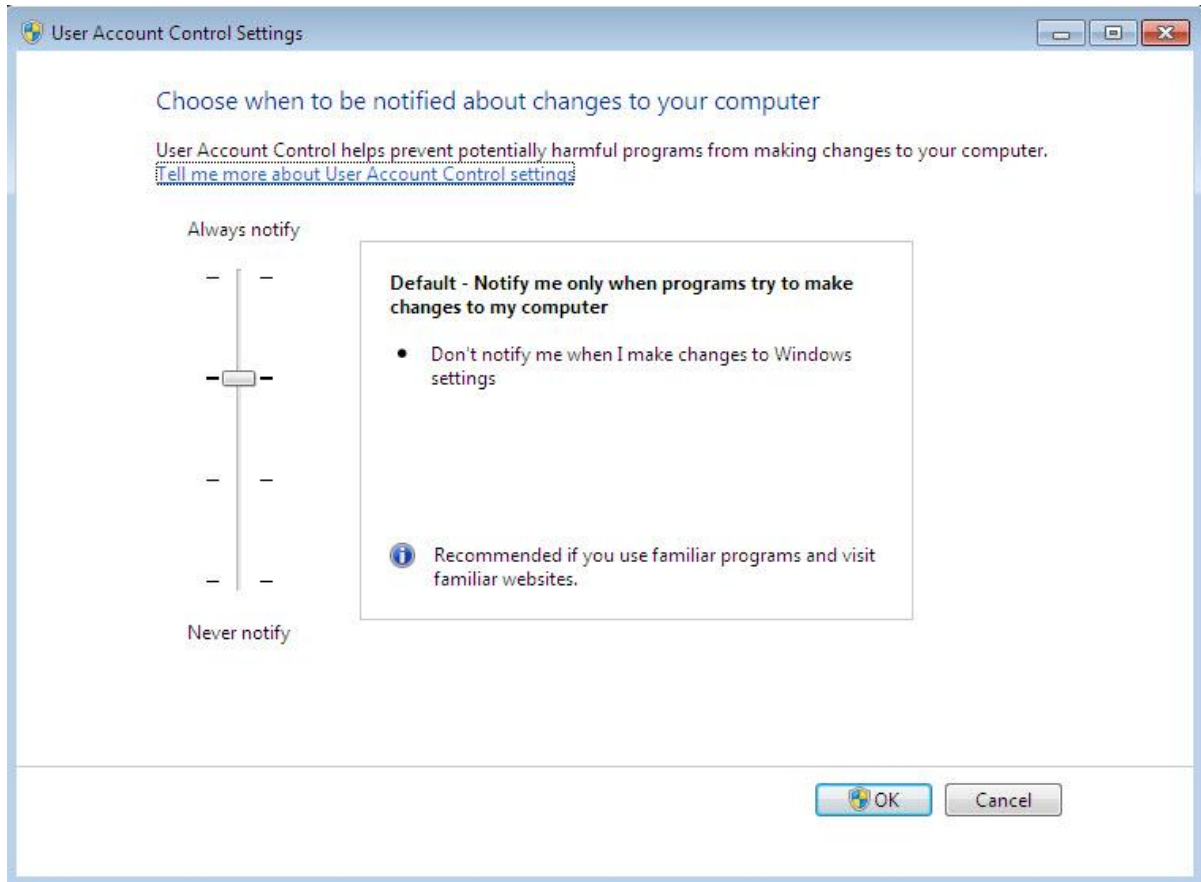 User Account Control Settings
Choose when to be notified about changes to your computer
User Account Control helps prevent potentially harmful programs from making changes to your computer.
Tell me more about User Account Control settings
Always notify
Default - Notify me only when programs try to make
changes to my computer
• Don't notify me when I make changes to Windows
settings
Recommended if you use familiar programs and visit
familiar websites.
Never notify
OK
Cancel